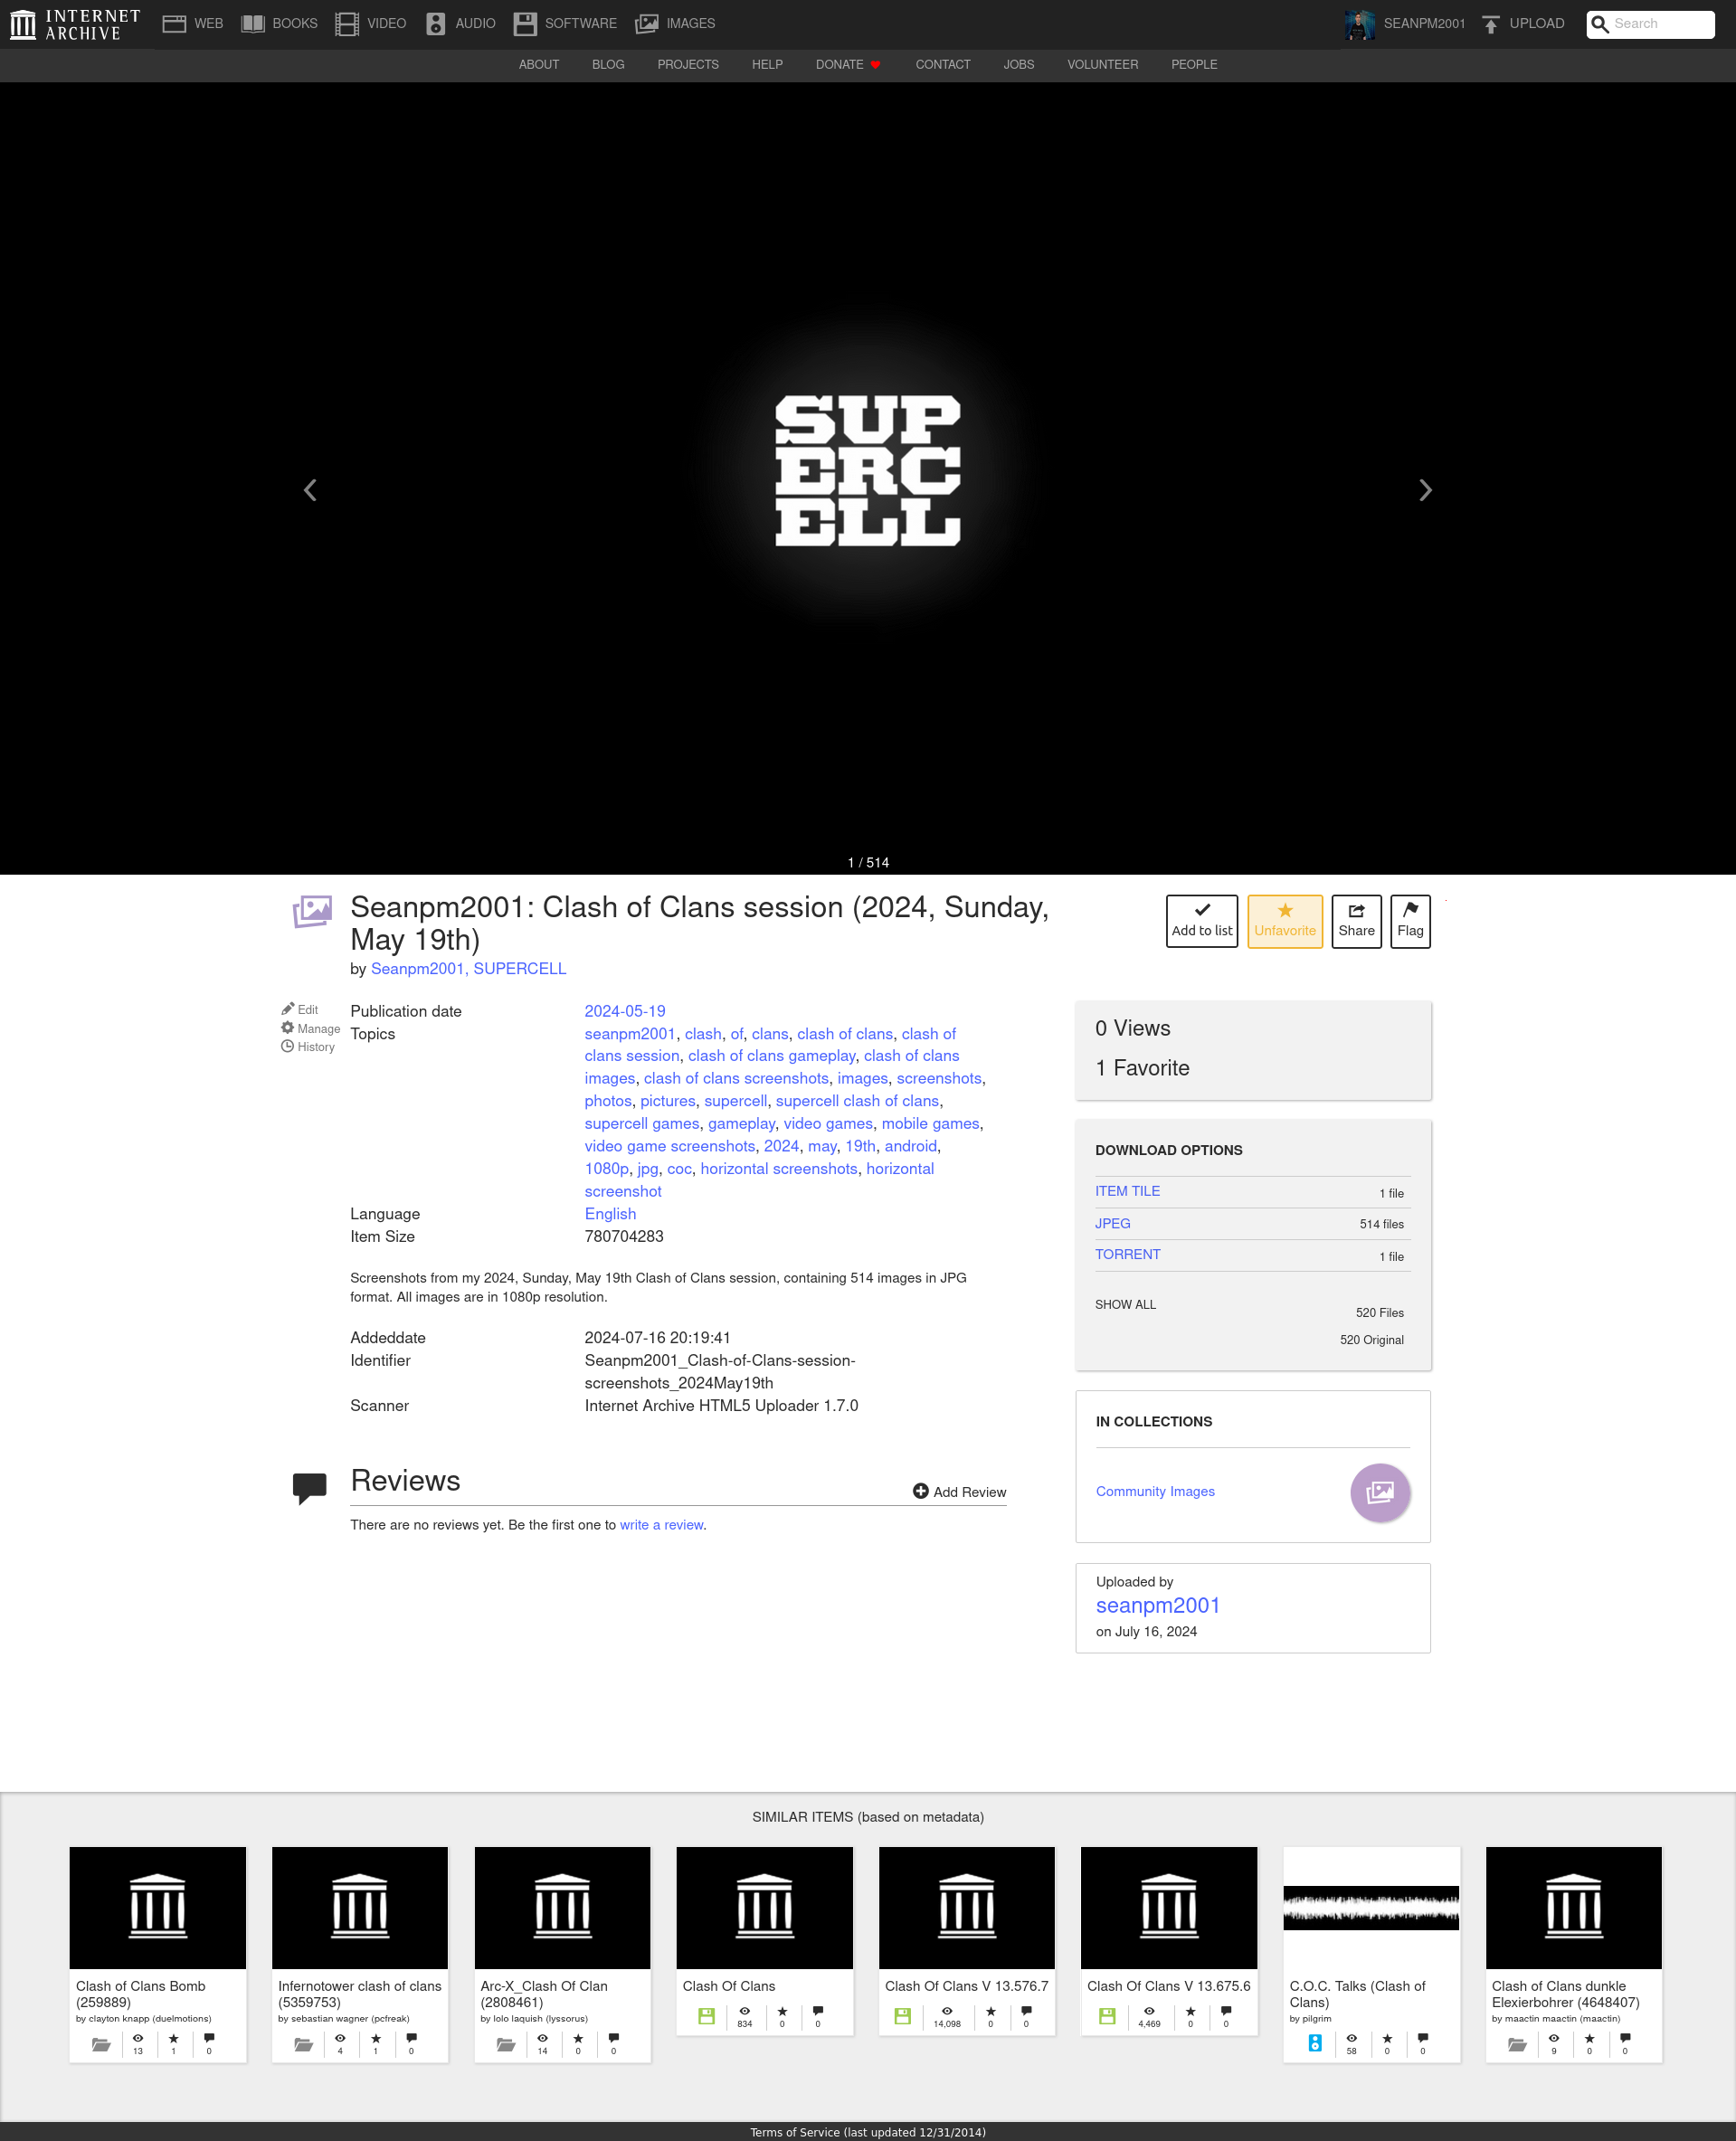 INTERNET
ARCHIVE
WEB
BOOKS
VIDEO
AUDIO
SOFTWARE
IMAGES
SEANPM2001
UPLOAD
Search
ABOUT
BLOG
PROJECTS
HELP
DONATE
CONTACT
JOBS
VOLUNTEER
PEOPLE
SUP
ERC
ELL
1 / 514
Seanpm2001: Clash of Clans session (2024, Sunday,
May 19th)
by Seanpm2001, SUPERCELL
Add to list
Unfavorite
Share
Flag
Edit
Manage
History
Publication date 2024-05-19
Topics seanpm2001, clash, of, clans, clash of clans, clash of
clans session, clash of clans gameplay, clash of clans
images, clash of clans screenshots, images, screenshots,
photos, pictures, supercell, supercell clash of clans,
supercell games, gameplay, video games, mobile games,
video game screenshots, 2024, may, 19th, android,
1080p, jpg, coc, horizontal screenshots, horizontal
screenshot
Language English
Item Size 780704283
Screenshots from my 2024, Sunday, May 19th Clash of Clans session, containing 514 images in JPG
format. All images are in 1080p resolution.
Addeddate 2024-07-16 20:19:41
Identifier Seanpm2001_Clash-of-Clans-session-
screenshots_2024May19th
Scanner Internet Archive HTML5 Uploader 1.7.0
Reviews
Add Review
There are no reviews yet. Be the first one to write a review.
0 Views
1 Favorite
DOWNLOAD OPTIONS
ITEM TILE 1 file
JPEG 514 files
TORRENT 1 file
SHOW ALL 520 Files
520 Original
IN COLLECTIONS
Community Images
Uploaded by
seanpm2001
on July 16, 2024
SIMILAR ITEMS (based on metadata)
Clash of Clans Bomb
(259889)
by clayton knapp (duelmotions)
13 1 0
Infernotower clash of clans
(5359753)
by sebastian wagner (pcfreak)
4 1 0
Arc-X_Clash Of Clan
(2808461)
by lolo laquish (lyssorus)
14 0 0
Clash Of Clans
834 0 0
Clash Of Clans V 13.576.7
14,098 0 0
Clash Of Clans V 13.675.6
4,469 0 0
C.O.C. Talks (Clash of
Clans)
by pilgrim
58 0 0
Clash of Clans dunkle
Elexierbohrer (4648407)
by maactin maactin (maactin)
9 0 0
Terms of Service (last updated 12/31/2014)